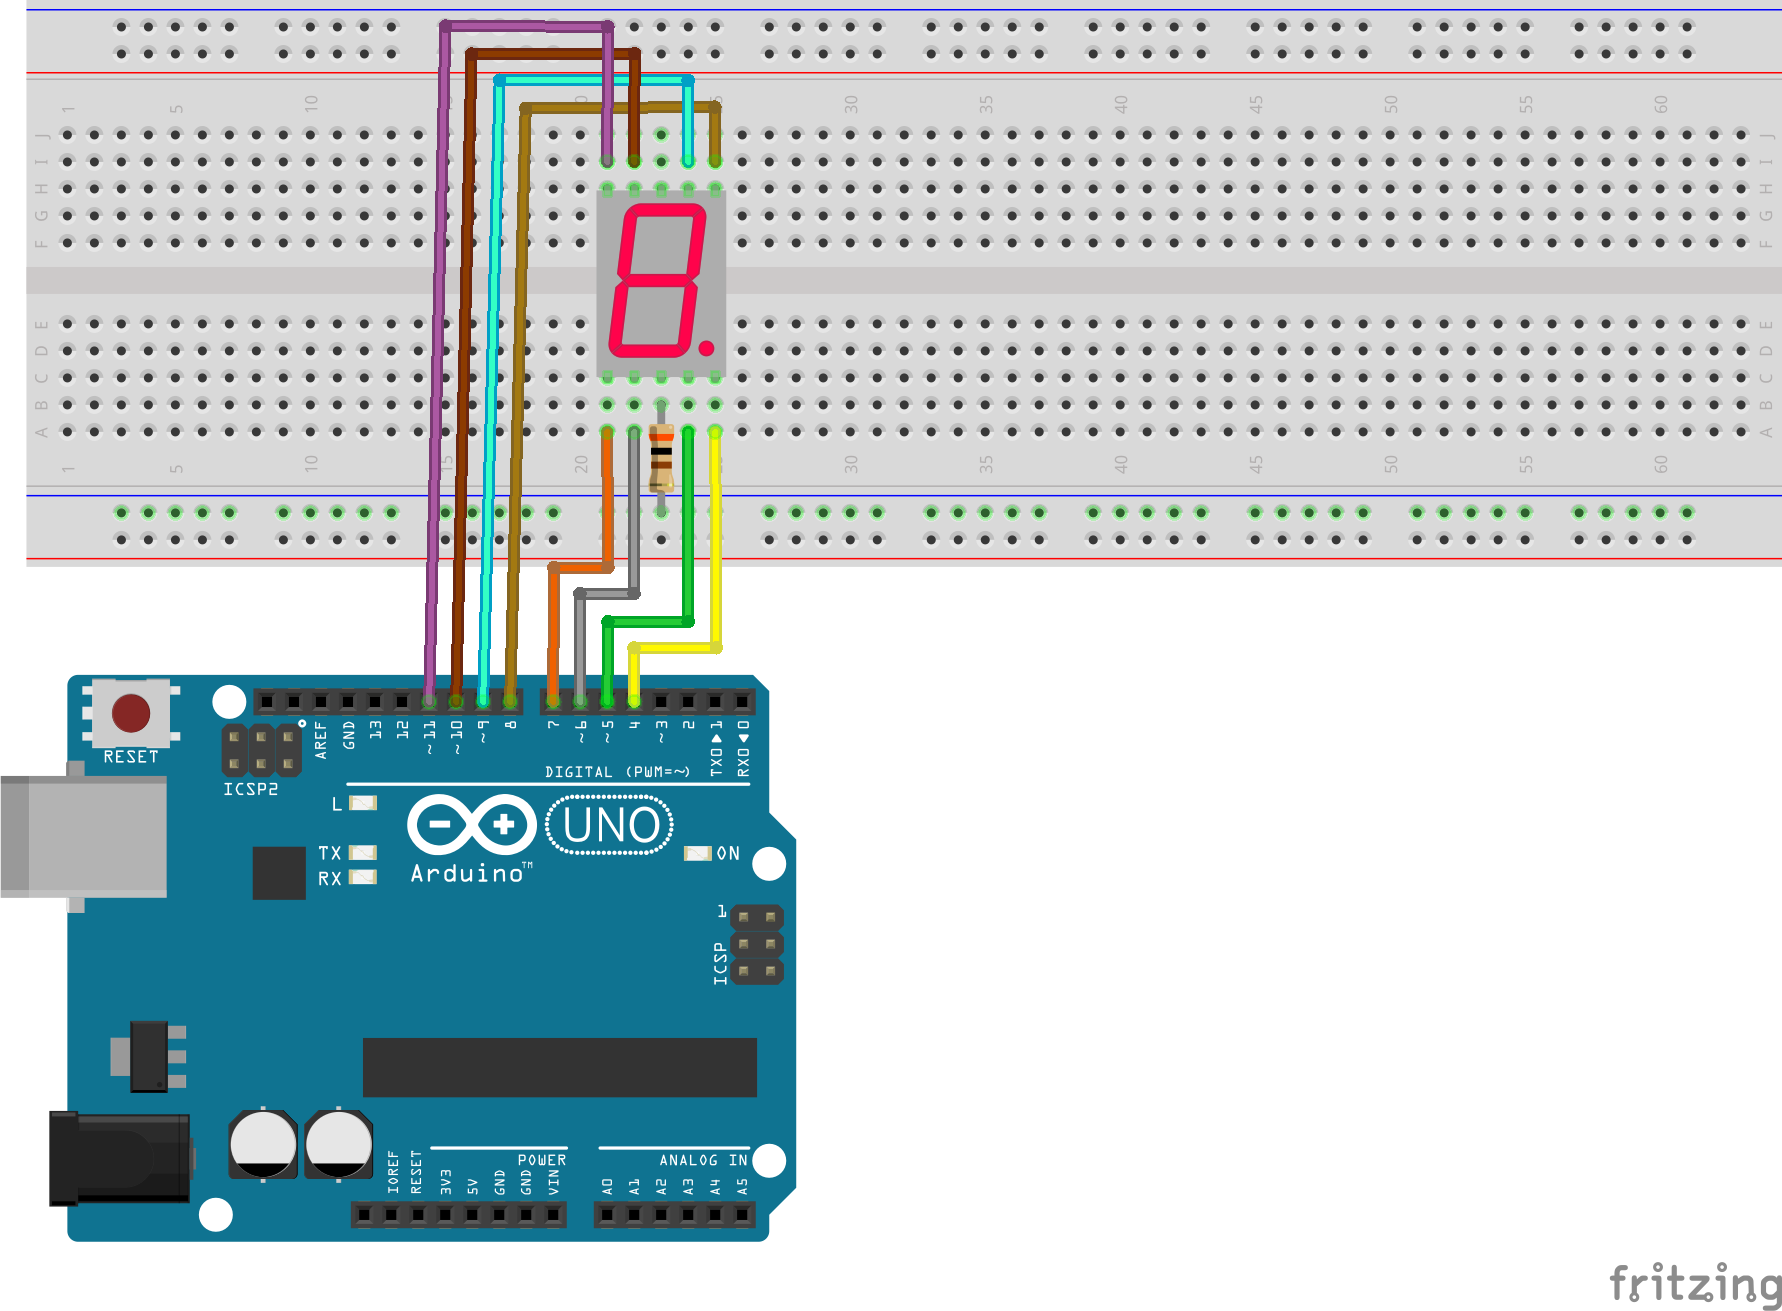 1 5 10 15 20 25 30 35 40 45 50 55 60
J J
I I
H H
G G
F F
E E
D D
C C
B B
A A
1 5 10 15 20 25 30 35 40 45 50 55 60
RESET
ICSP2
AREF GND 13 12 ~11 ~10 ~9 8 7 ~6 ~5 4 ~3 2 TX0▶1 RX0◀0
DIGITAL (PWM=~)
L
TX
RX
UNO
Arduino™
ON
1
ICSP
POWER ANALOG IN
IOREF RESET 3V3 5V GND GND VIN A0 A1 A2 A3 A4 A5
fritzing